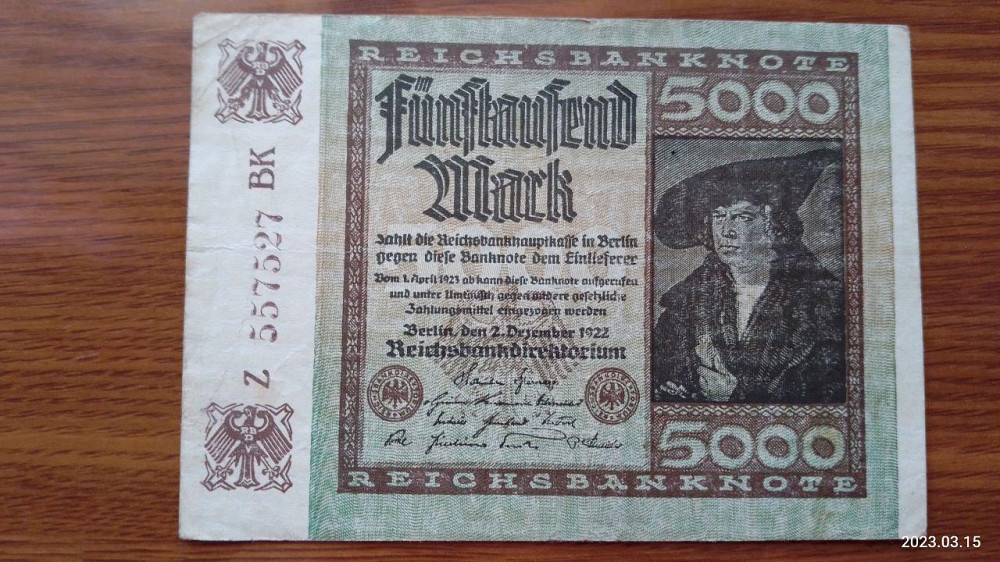 REICHSBANKNOTE
5000
Fünftausend
Mark
zahlt die Reichsbankhauptkasse in Berlin
gegen diese Banknote dem Einlieferer
Vom 1. April 1923 ab kann diese Banknote aufgerufen
und unter Umtausch gegen andere gesetzliche
Zahlungsmittel eingezogen werden
Berlin, den 2. Dezember 1922
Reichsbankdirektorium
5000
REICHSBANKNOTE
Z 557527 BK
RBD
RBD
2023.03.15